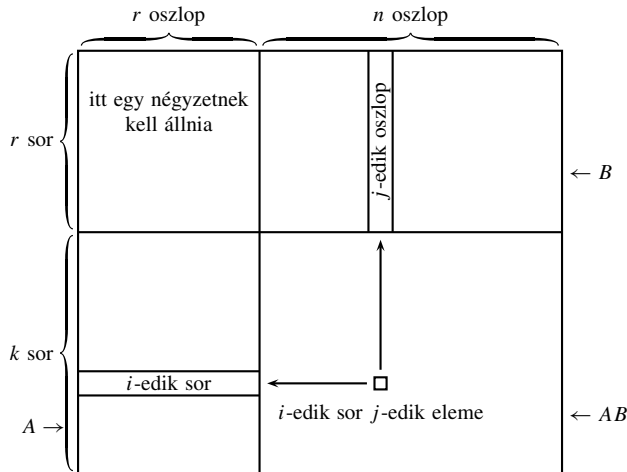 r oszlop n oszlop
itt egy négyzetnek
kell állnia
j-edik oszlop
r sor
← B
k sor
i-edik sor
i-edik sor j-edik eleme
A →
← AB